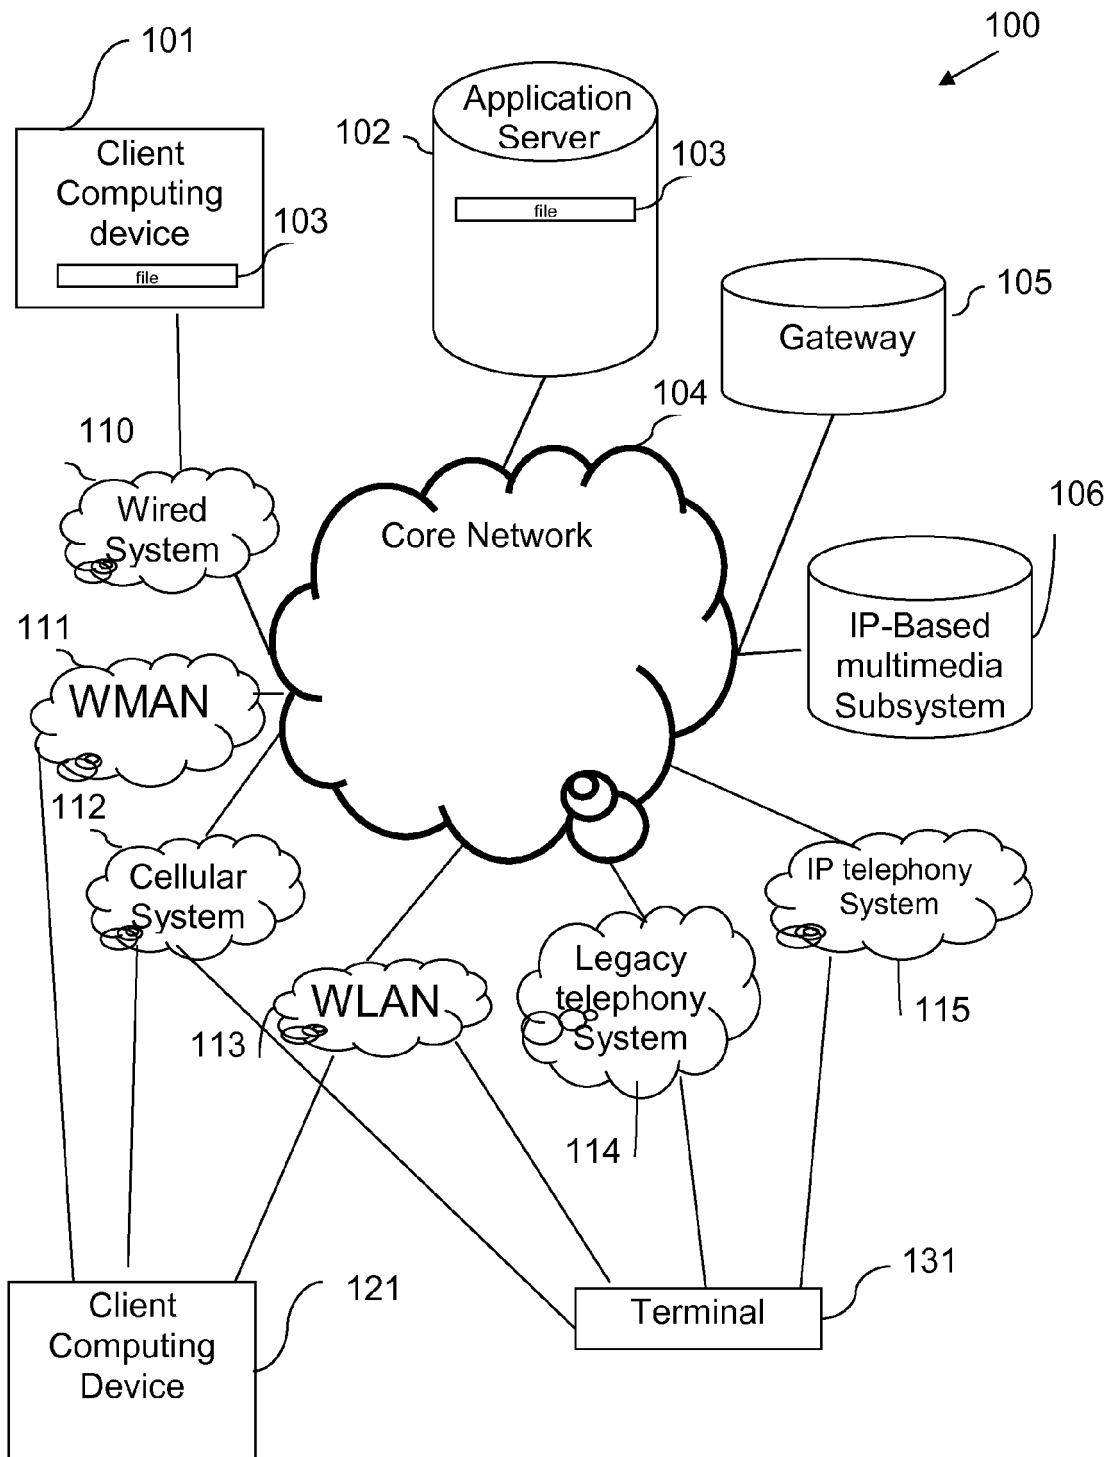 100
101
Client
Computing
device
103
file
102
Application
Server
103
file
105
Gateway
104
110
Wired
System
Core Network
106
IP-Based
multimedia
Subsystem
111
WMAN
112
Cellular
System
113
WLAN
Legacy
telephony
System
114
IP telephony
System
115
121
Client
Computing
Device
131
Terminal